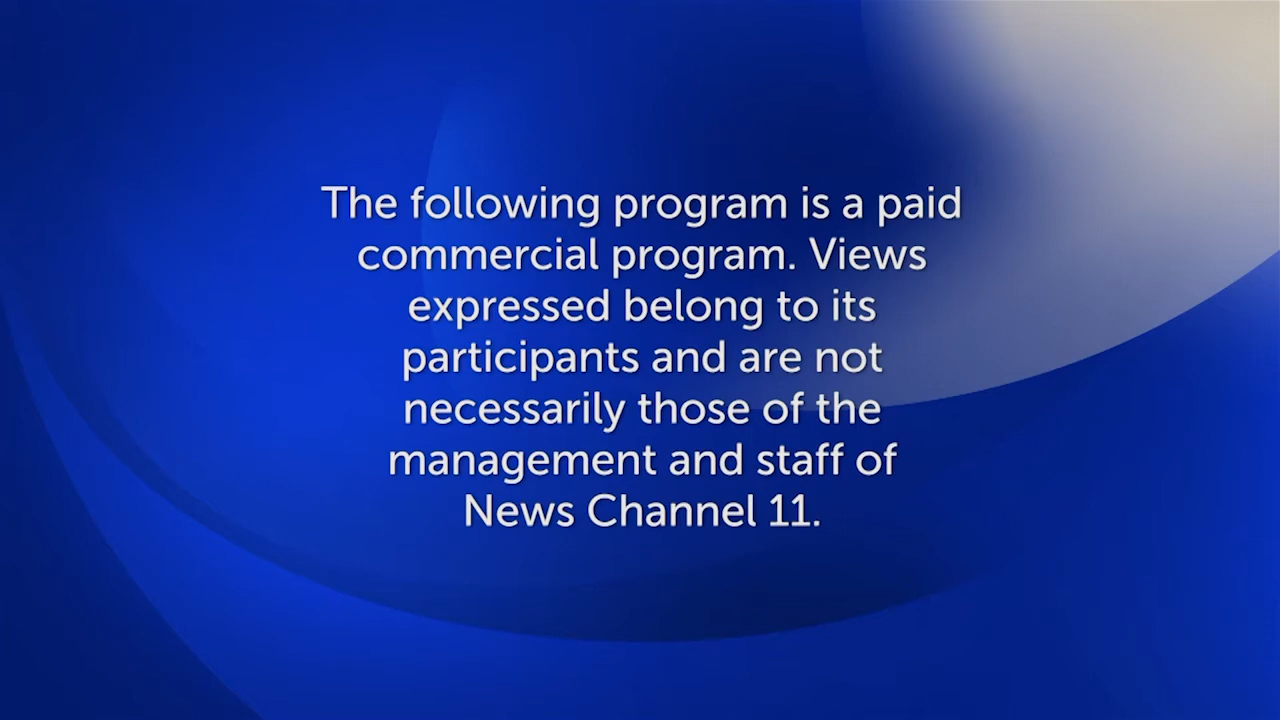 The following program is a paid
commercial program. Views
expressed belong to its
participants and are not
necessarily those of the
management and staff of
News Channel 11.